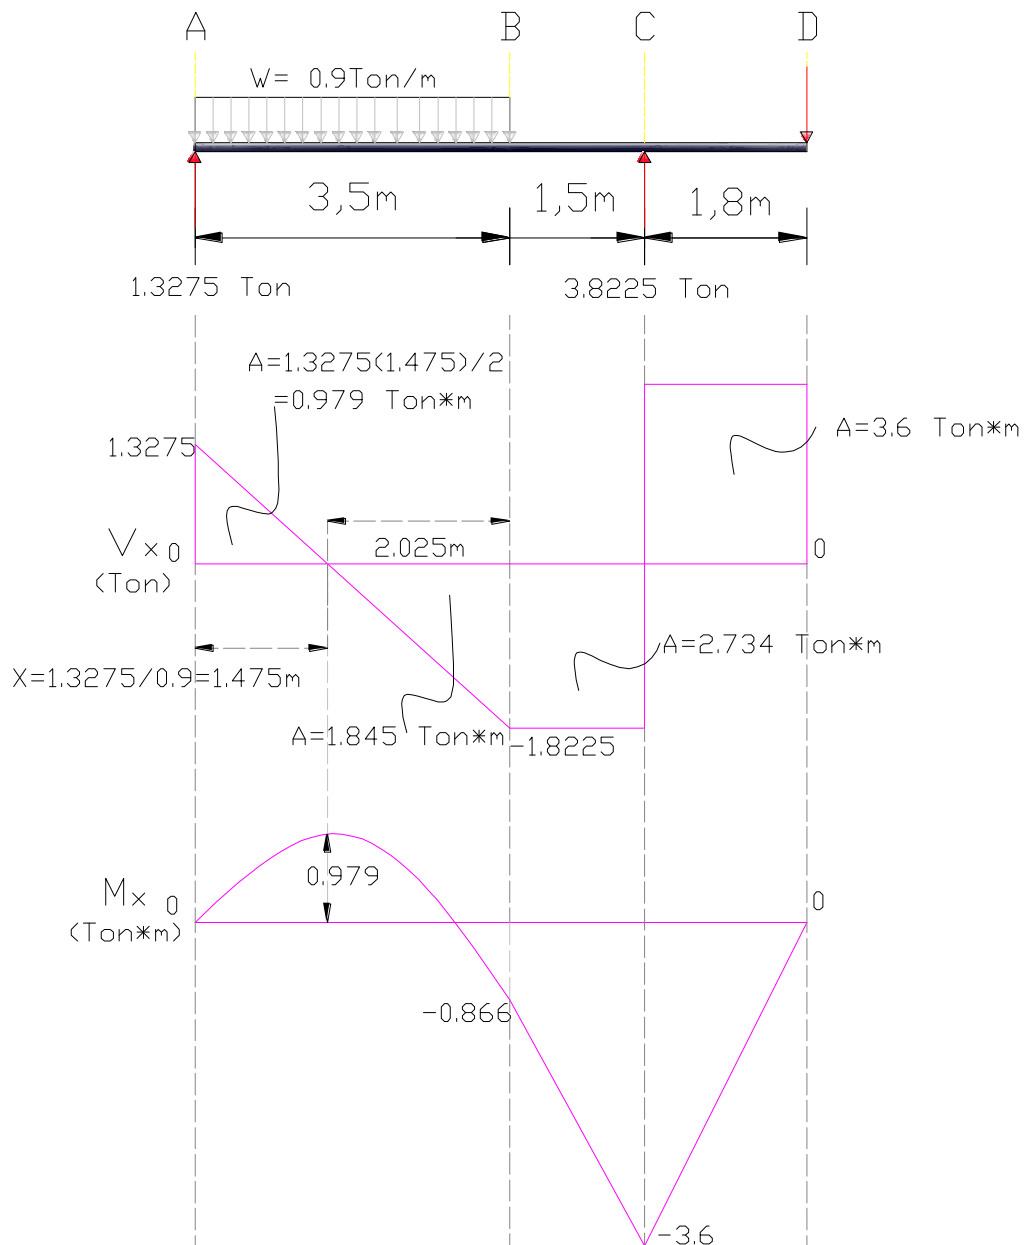 A B C D
W= 0.9Ton/m
3,5m 1,5m 1,8m
1.3275 Ton 3.8225 Ton
A=1.3275(1.475)/2
=0.979 Ton*m
A=3.6 Ton*m
1.3275
2.025m
Vx 0 0
(Ton)
A=2.734 Ton*m
X=1.3275/0.9=1.475m
A=1.845 Ton*m
-1.8225
0.979
Mx 0 0
(Ton*m)
-0.866
-3.6